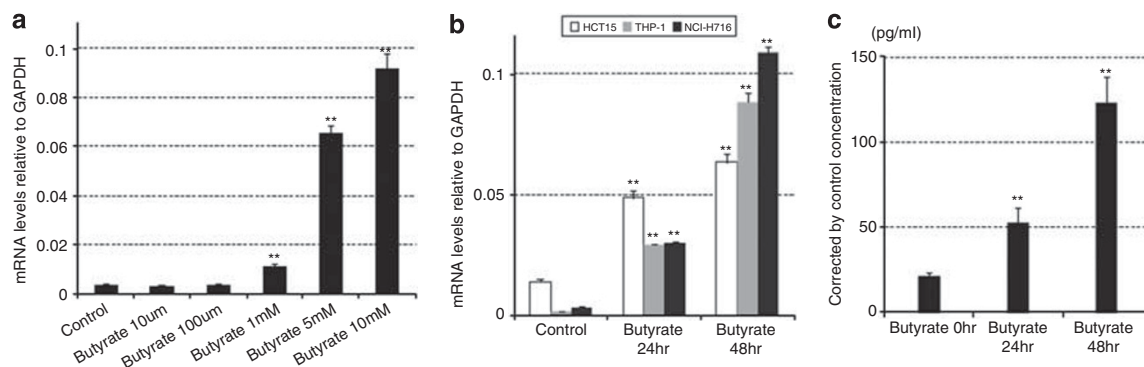 a
mRNA levels relative to GAPDH
0.1
0.08
0.06
0.04
0.02
0
**
**
**
Control
Butyrate 10um
Butyrate 100um
Butyrate 1mM
Butyrate 5mM
Butyrate 10mM
b
HCT15 THP-1 NCI-H716
mRNA levels relative to GAPDH
0.1
0.05
0
**
** **
**
**
**
Control
Butyrate
24hr
Butyrate
48hr
c
(pg/ml)
Corrected by control concentration
150
100
50
0
**
**
Butyrate 0hr
Butyrate
24hr
Butyrate
48hr